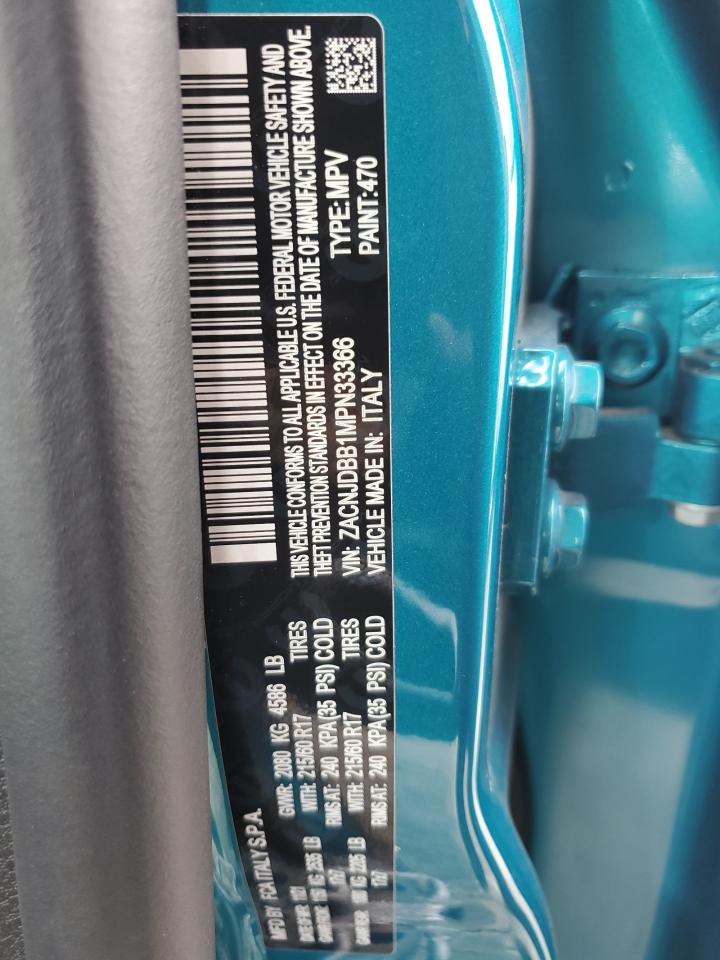 MFD BY FCA ITALY S.P.A.
GVWR: 2080 KG 4586 LB
WITH: 215/60 R17 TIRES
RIMS AT: 240 KPA(35 PSI) COLD
WITH: 215/60 R17 TIRES
RIMS AT: 240 KPA(35 PSI) COLD
THIS VEHICLE CONFORMS TO ALL APPLICABLE U.S. FEDERAL MOTOR VEHICLE SAFETY AND
THEFT PREVENTION STANDARDS IN EFFECT ON THE DATE OF MANUFACTURE SHOWN ABOVE.
VIN: ZACNJDBB1MPN33366 TYPE: MPV
VEHICLE MADE IN: ITALY PAINT: 470